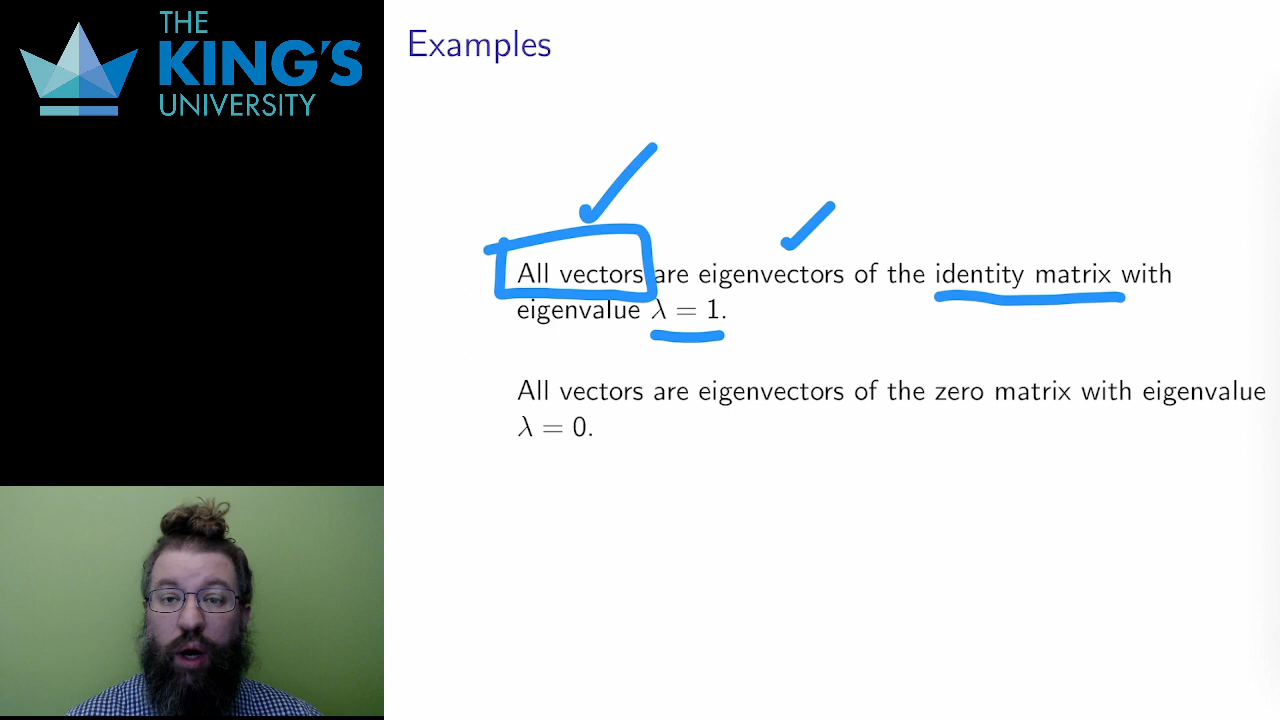 THE
KING'S
UNIVERSITY
Examples
All vectors are eigenvectors of the identity matrix with
eigenvalue λ = 1.
All vectors are eigenvectors of the zero matrix with eigenvalue
λ = 0.